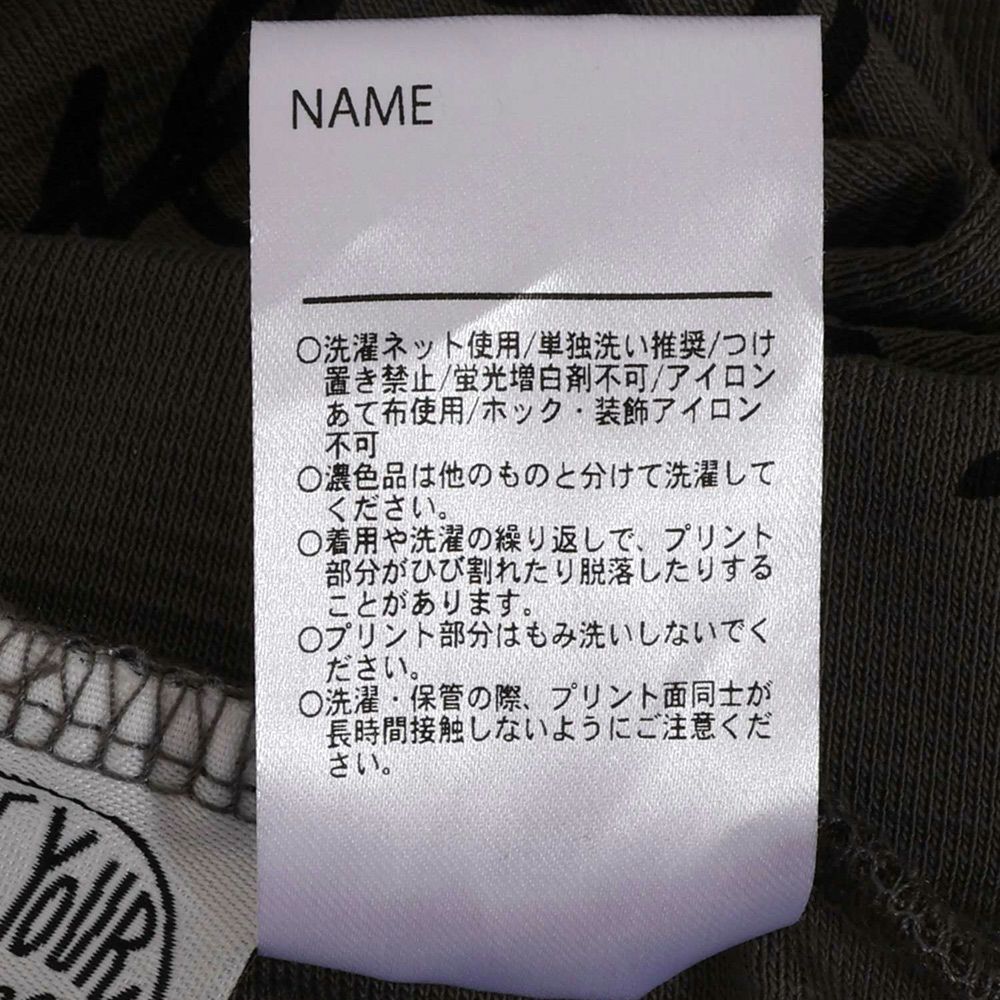 NAME
○洗濯ネット使用/単独洗い推奨/つけ
置き禁止/蛍光増白剤不可/アイロン
あて布使用/ホック・装飾アイロン
不可
○濃色品は他のものと分けて洗濯して
ください。
○着用や洗濯の繰り返しで、プリント
部分がひび割れたり脱落したりする
ことがあります。
○プリント部分はもみ洗いしないでく
ださい。
○洗濯・保管の際、プリント面同士が
長時間接触しないようにご注意くだ
さい。
YOUR